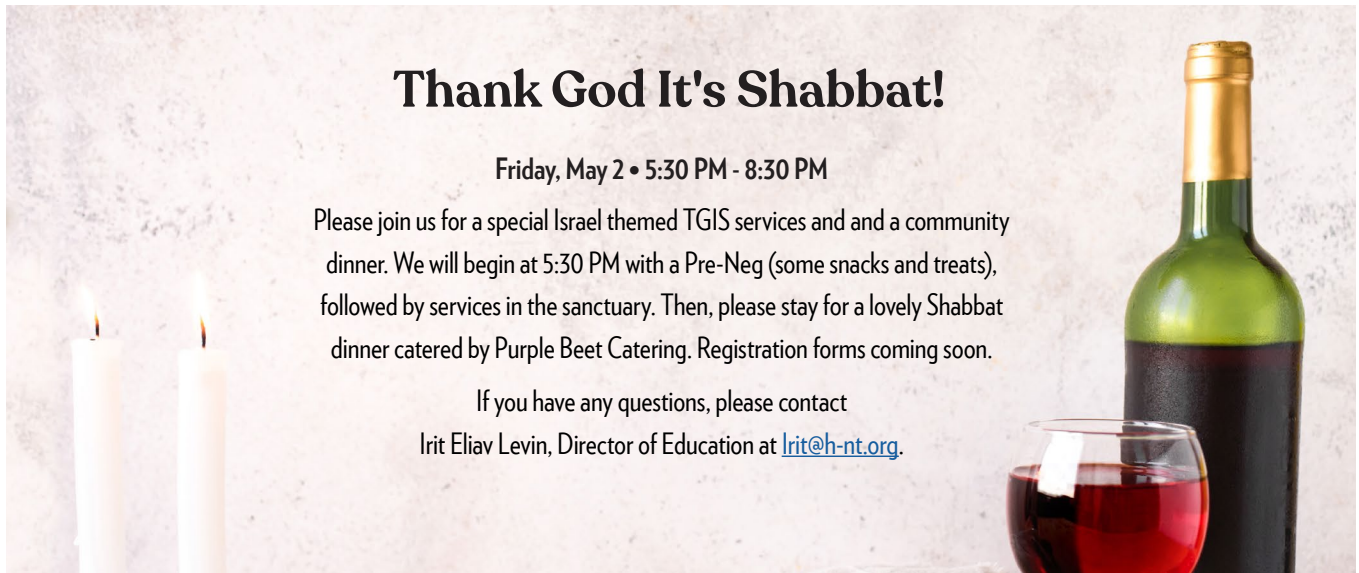 Thank God It's Shabbat!
Friday, May 2 • 5:30 PM - 8:30 PM
Please join us for a special Israel themed TGIS services and and a community
dinner. We will begin at 5:30 PM with a Pre-Neg (some snacks and treats),
followed by services in the sanctuary. Then, please stay for a lovely Shabbat
dinner catered by Purple Beet Catering. Registration forms coming soon.
If you have any questions, please contact
Irit Eliav Levin, Director of Education at Irit@h-nt.org.